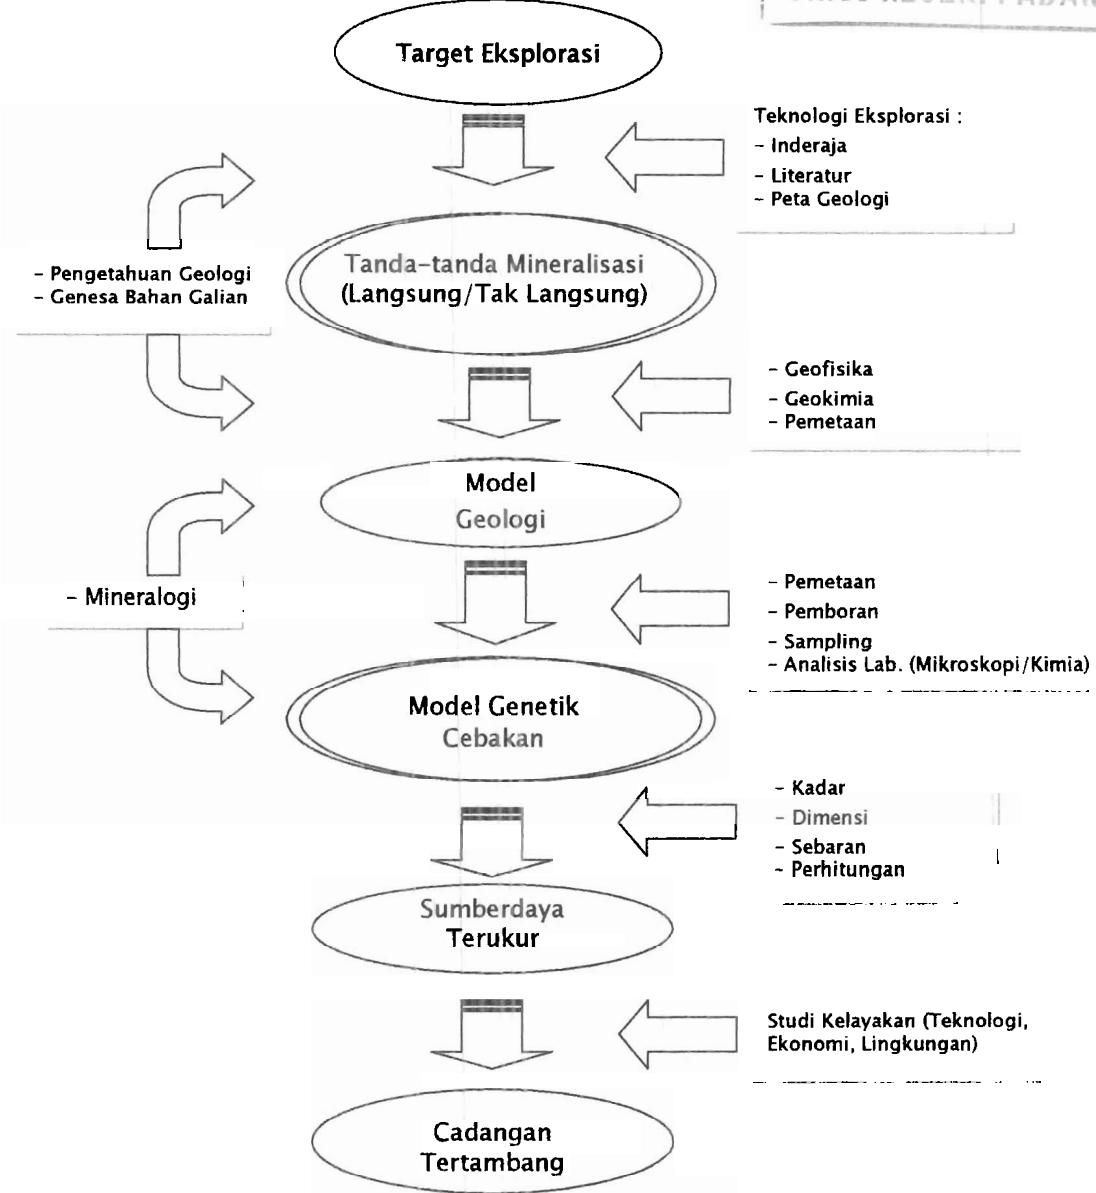 Target Eksplorasi
Teknologi Eksplorasi :
- Inderaja
- Literatur
- Peta Geologi
- Pengetahuan Geologi
- Genesa Bahan Galian
Tanda-tanda Mineralisasi
(Langsung/Tak Langsung)
- Geofisika
- Geokimia
- Pemetaan
Model
Geologi
- Mineralogi
- Pemetaan
- Pemboran
- Sampling
- Analisis Lab. (Mikroskopi/Kimia)
Model Genetik
Cebakan
- Kadar
- Dimensi
- Sebaran
- Perhitungan
Sumberdaya
Terukur
Studi Kelayakan (Teknologi,
Ekonomi, Lingkungan)
Cadangan
Tertambang